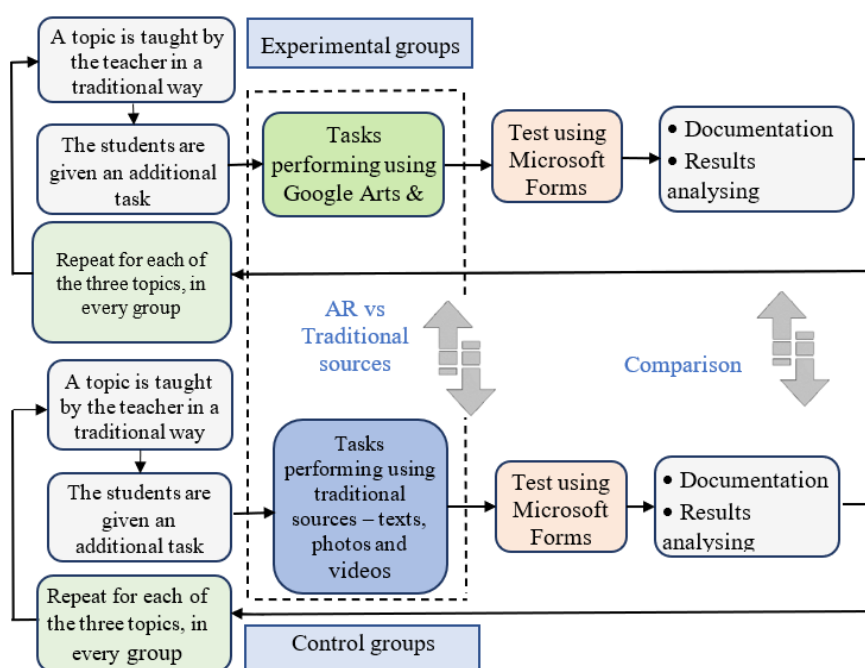 A topic is taught by
the teacher in a
traditional way
Experimental groups
The students are
given an additional
task
Tasks
performing using
Google Arts &
Test using
Microsoft
Forms
• Documentation
• Results
analysing
Repeat for each of
the three topics, in
every group
AR vs
Traditional
sources
Comparison
A topic is taught
by the teacher in a
traditional way
The students are
given an
additional task
Tasks
performing using
traditional
sources – texts,
photos and
videos
Test using
Microsoft
Forms
• Documentation
• Results
analysing
Repeat for each of
the three topics, in
every group
Control groups